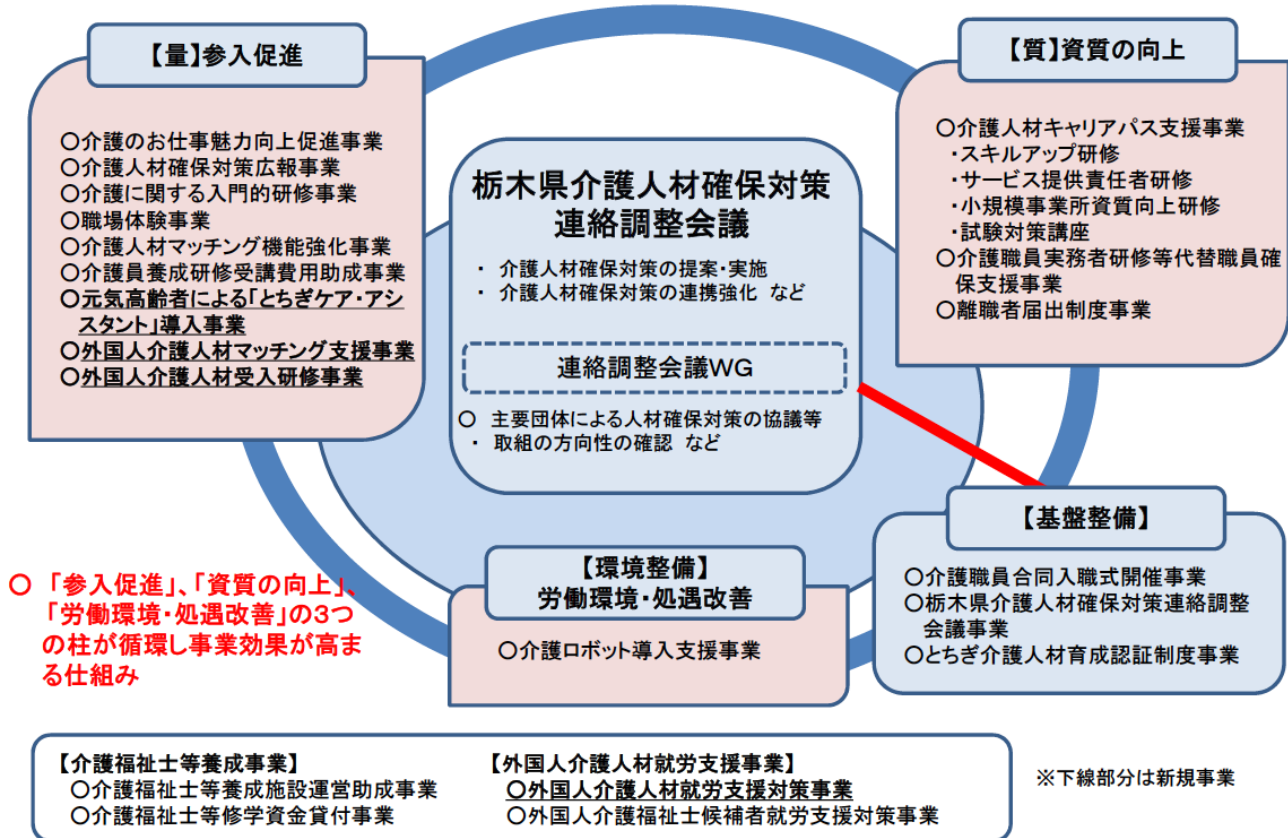 【量】参入促進
○介護のお仕事魅力向上促進事業
○介護人材確保対策広報事業
○介護に関する入門的研修事業
○職場体験事業
○介護人材マッチング機能強化事業
○介護員養成研修受講費用助成事業
○元気高齢者による「とちぎケア・アシ
スタント」導入事業
○外国人介護人材マッチング支援事業
○外国人介護人材受入研修事業
栃木県介護人材確保対策
連絡調整会議
・ 介護人材確保対策の提案・実施
・ 介護人材確保対策の連携強化 など
連絡調整会議WG
○ 主要団体による人材確保対策の協議等
・ 取組の方向性の確認 など
【質】資質の向上
○介護人材キャリアパス支援事業
・スキルアップ研修
・サービス提供責任者研修
・小規模事業所資質向上研修
・試験対策講座
○介護職員実務者研修等代替職員確
保支援事業
○離職者届出制度事業
○ 「参入促進」、「資質の向上」、
「労働環境・処遇改善」の3つ
の柱が循環し事業効果が高ま
る仕組み
【環境整備】
労働環境・処遇改善
○介護ロボット導入支援事業
【基盤整備】
○介護職員合同入職式開催事業
○栃木県介護人材確保対策連絡調整
会議事業
○とちぎ介護人材育成認証制度事業
【介護福祉士等養成事業】
○介護福祉士等養成施設運営助成事業
○介護福祉士等修学資金貸付事業
【外国人介護人材就労支援事業】
○外国人介護人材就労支援対策事業
○外国人介護福祉士候補者就労支援対策事業
※下線部分は新規事業